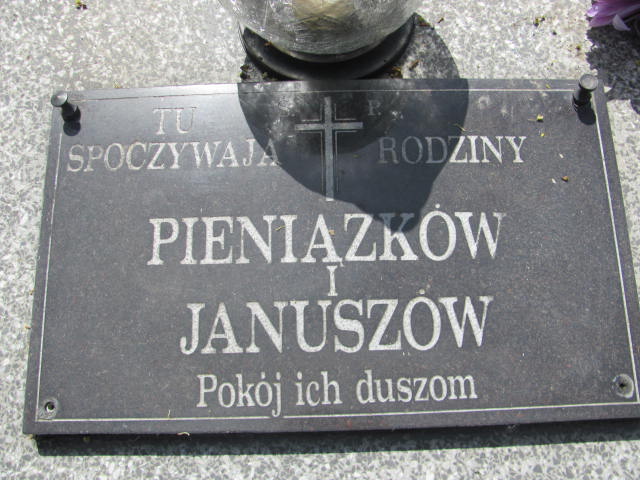 TU
SPOCZYWAJĄ
RODZINY
PIENIĄZKÓW
I
JANUSZÓW
Pokój ich duszom